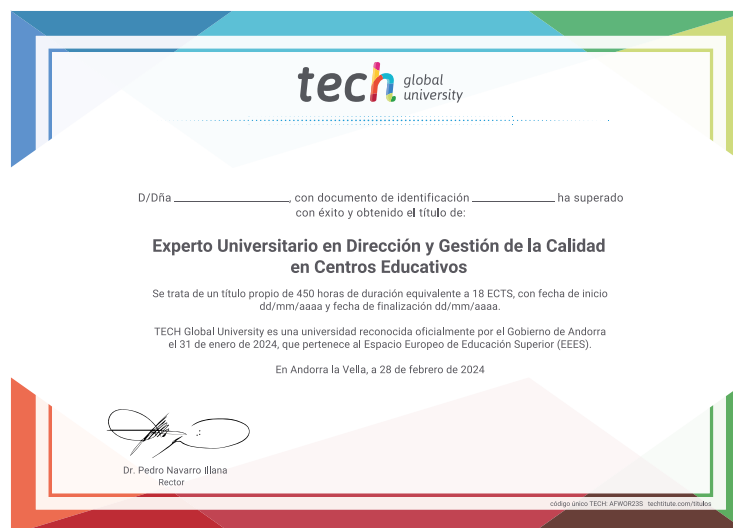 tech global university
D/Dña ____________, con documento de identificación ____________ ha superado
con éxito y obtenido el título de:
Experto Universitario en Dirección y Gestión de la Calidad
en Centros Educativos
Se trata de un título propio de 450 horas de duración equivalente a 18 ECTS, con fecha de inicio
dd/mm/aaaa y fecha de finalización dd/mm/aaaa.
TECH Global University es una universidad reconocida oficialmente por el Gobierno de Andorra
el 31 de enero de 2024, que pertenece al Espacio Europeo de Educación Superior (EEES).
En Andorra la Vella, a 28 de febrero de 2024
Dr. Pedro Navarro Illana
Rector
código único TECH: AFWOR23S techtitute.com/titulos